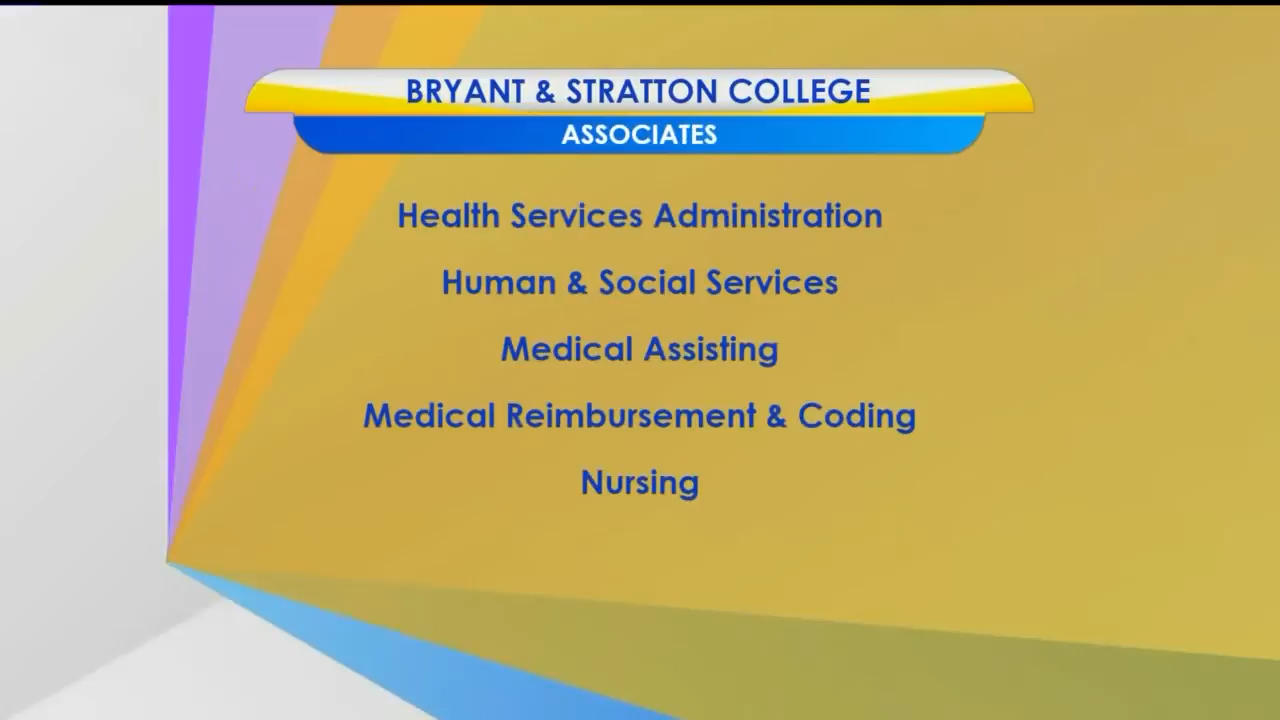 BRYANT & STRATTON COLLEGE
ASSOCIATES
Health Services Administration
Human & Social Services
Medical Assisting
Medical Reimbursement & Coding
Nursing